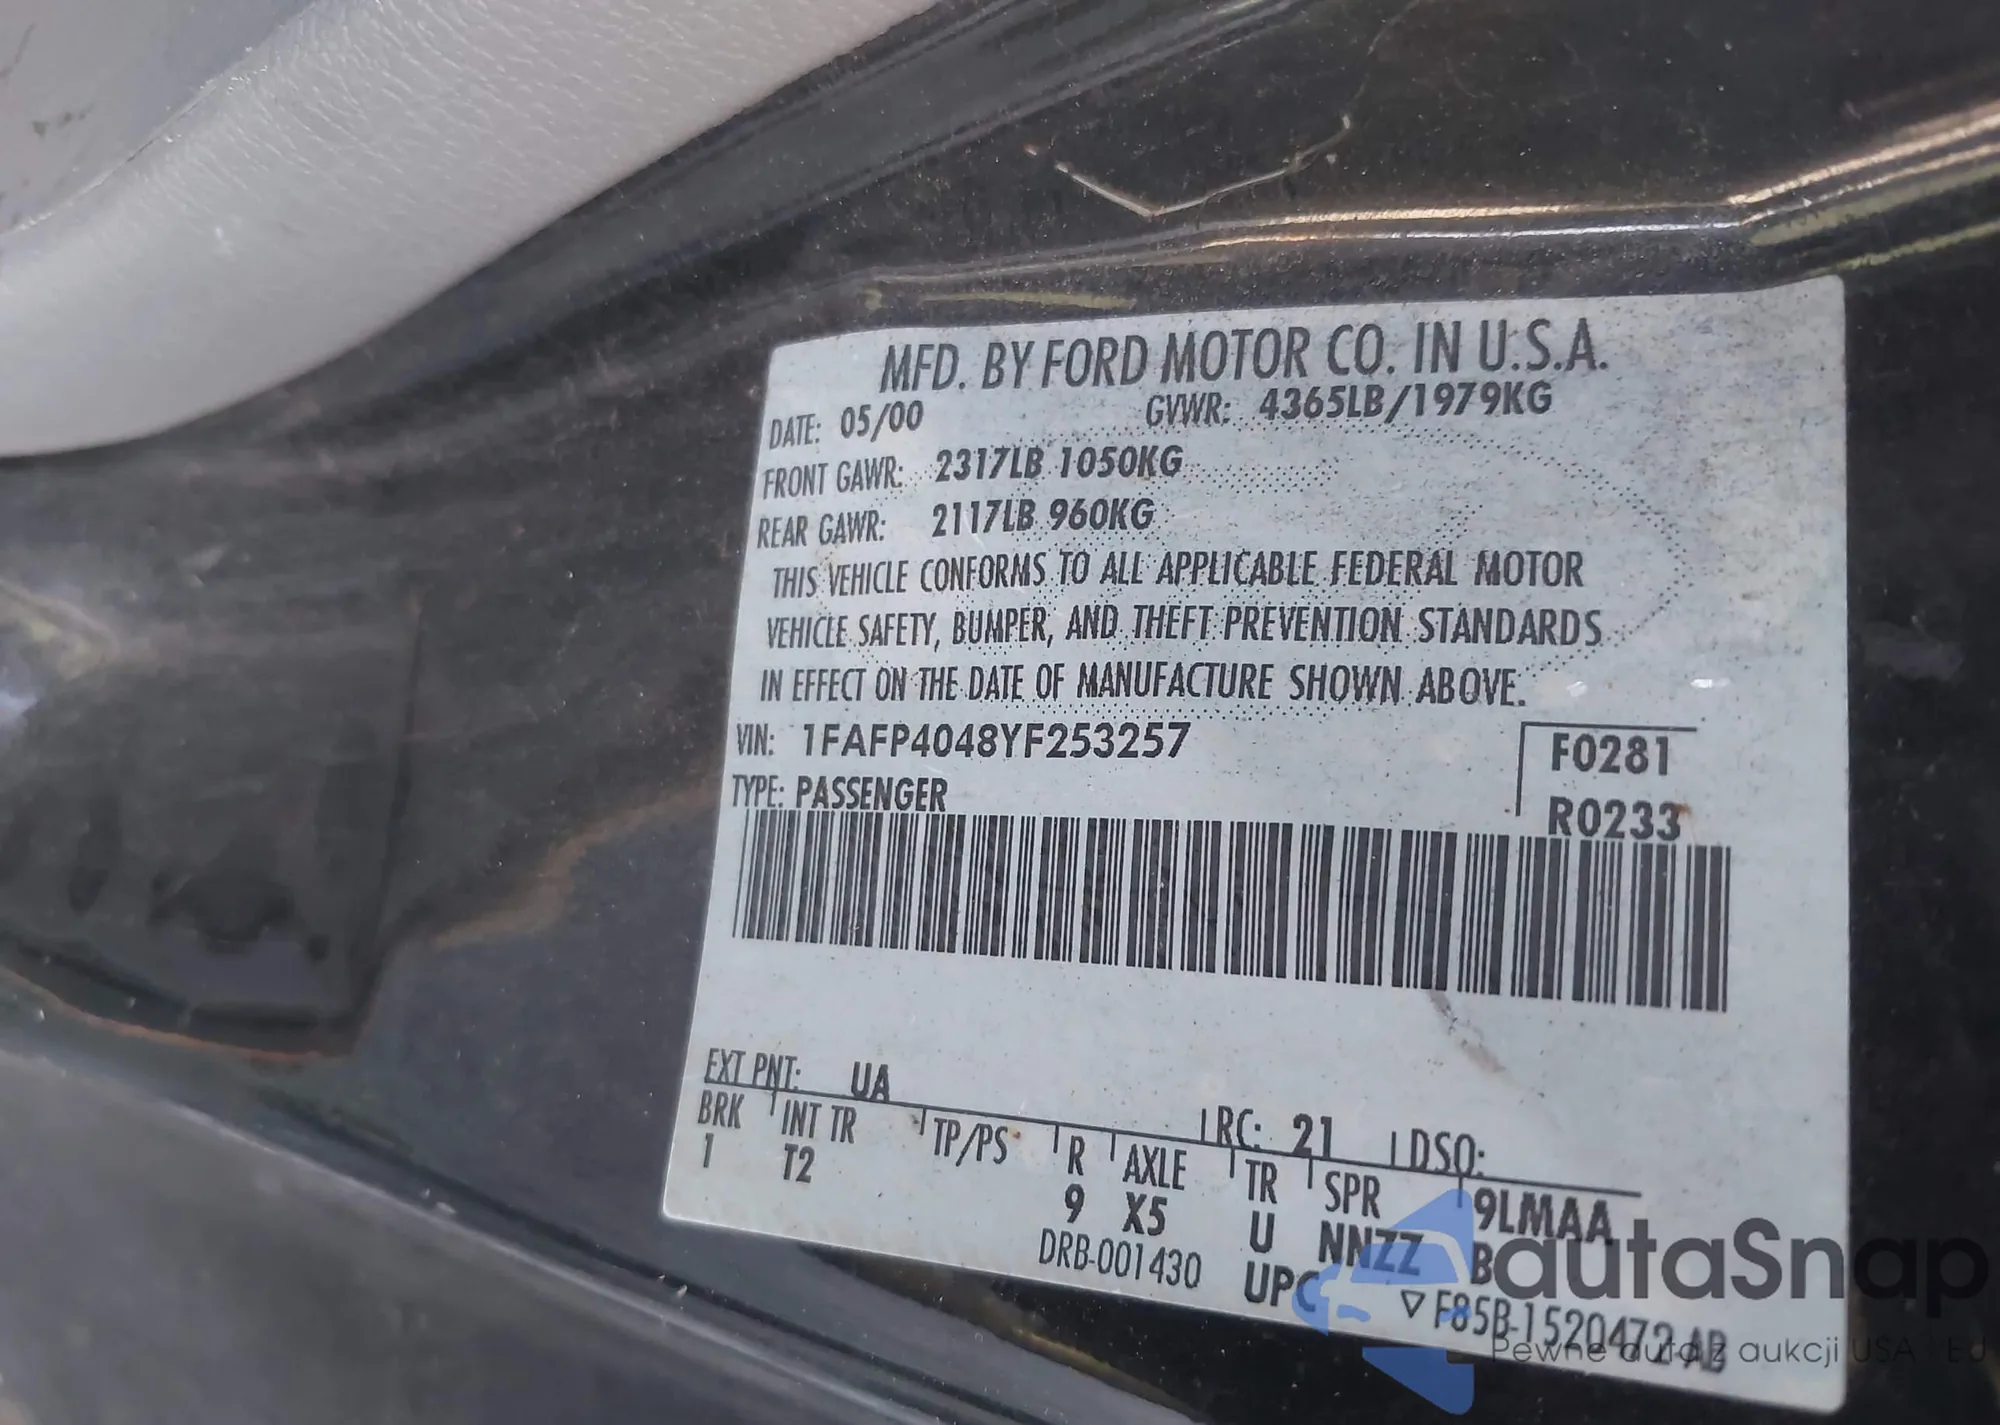 MFD. BY FORD MOTOR CO. IN U.S.A.
DATE: 05/00 GVWR: 4365LB/1979KG
FRONT GAWR: 2317LB 1050KG
REAR GAWR: 2117LB 960KG
THIS VEHICLE CONFORMS TO ALL APPLICABLE FEDERAL MOTOR
VEHICLE SAFETY, BUMPER, AND THEFT PREVENTION STANDARDS
IN EFFECT ON THE DATE OF MANUFACTURE SHOWN ABOVE.
VIN: 1FAFP4048YF253257 F0281
TYPE: PASSENGER R0233
EXT PNT: UA RC: 21 DSO:
BRK INT TR TP/PS R AXLE TR SPR 9LMAA
1 T2 9 X5 U NNZZ B
DRB-001430 UPC ▽ F85B-1520472-AB
autaSnap
Pewne auta z aukcji USA